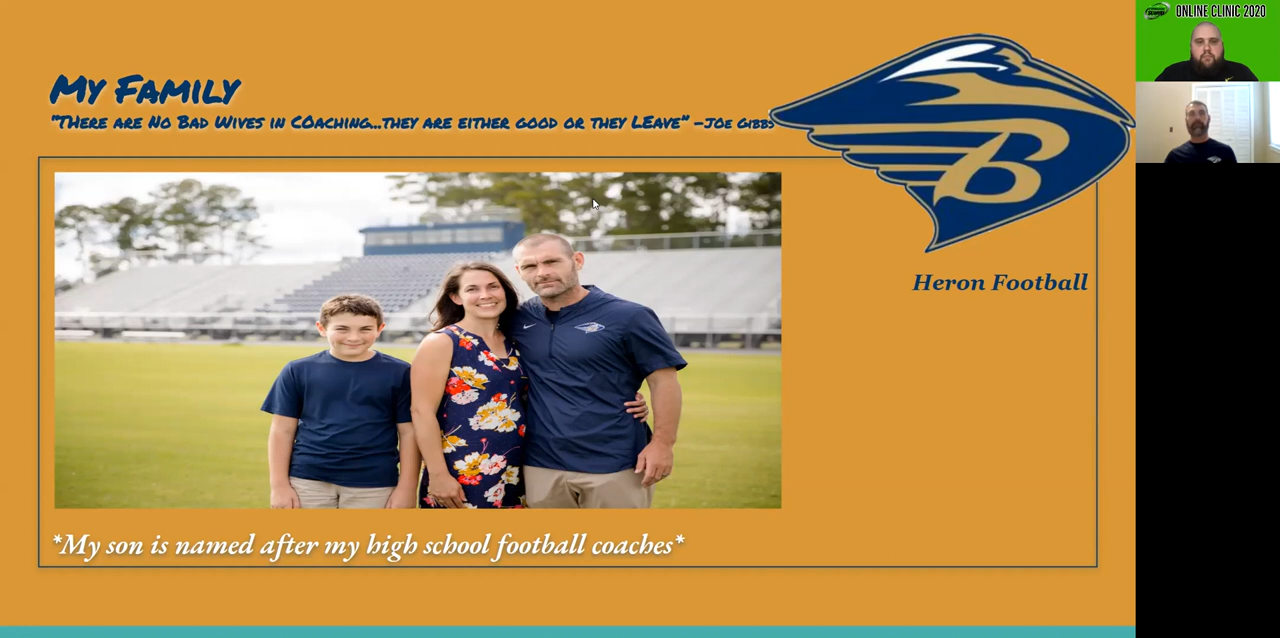 ONLINE CLINIC 2020
My Family
"THere are No Bad Wives in COaching...they are either good or they LEave" -Joe Gibbs
B
Heron Football
*My son is named after my high school football coaches*